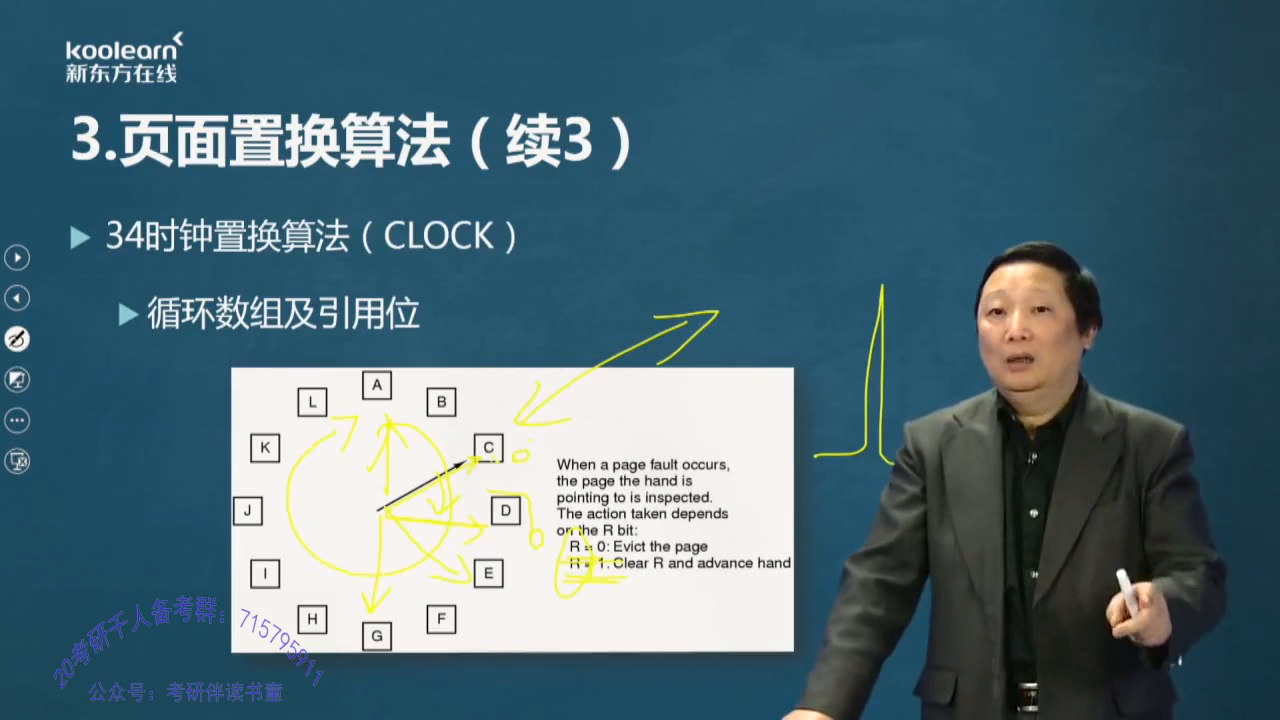 koolearn
新东方在线
3.页面置换算法（续3）
34时钟置换算法（CLOCK）
循环数组及引用位
A
L
B
K
C
J
D
I
E
H
F
G
When a page fault occurs,
the page the hand is
pointing to is inspected.
The action taken depends
on the R bit:
R = 0: Evict the page
R = 1: Clear R and advance hand
20考研千人备考群：715795911
公众号：考研伴读书童